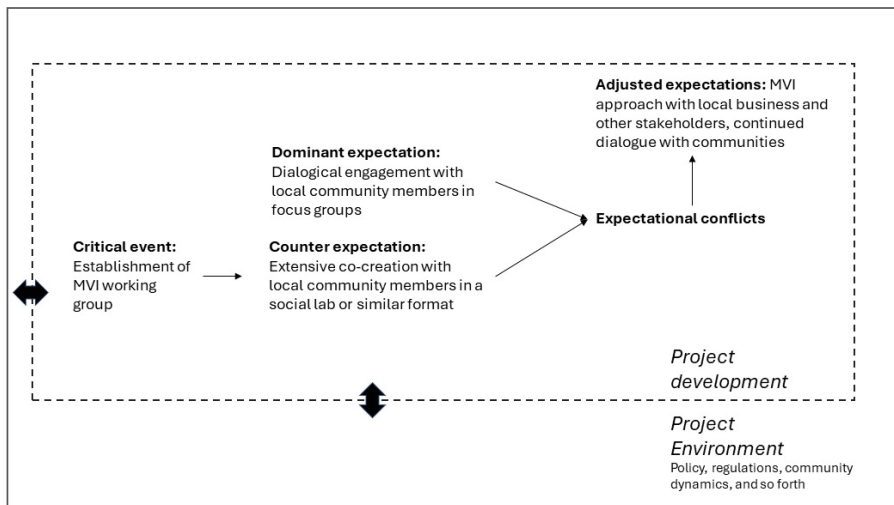 Adjusted expectations: MVI
approach with local business and
other stakeholders, continued
dialogue with communities
Dominant expectation:
Dialogical engagement with
local community members in
focus groups
Expectational conflicts
Critical event:
Establishment of
MVI working
group
Counter expectation:
Extensive co-creation with
local community members in a
social lab or similar format
Project
development
Project
Environment
Policy, regulations, community
dynamics, and so forth